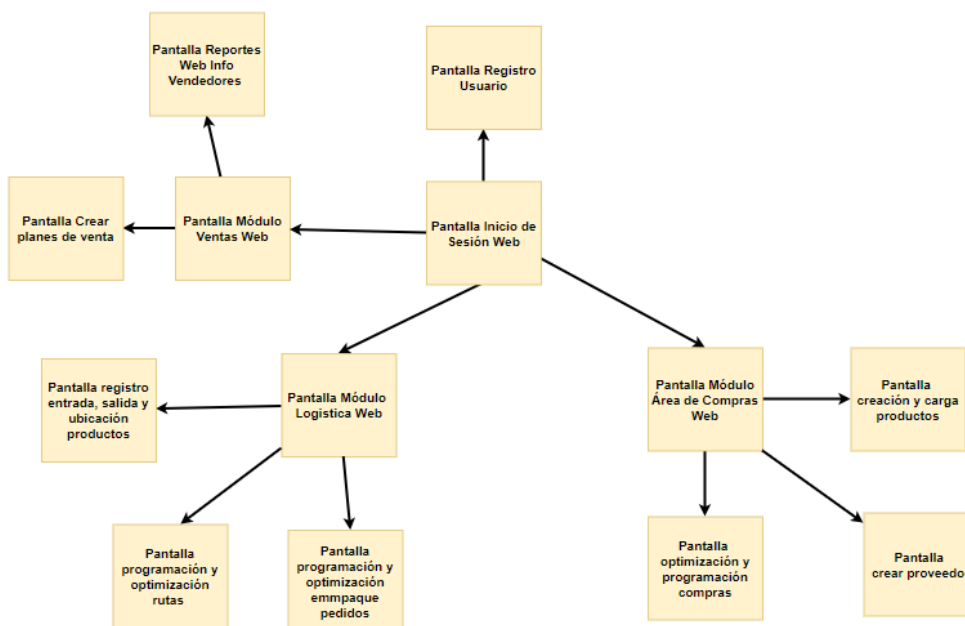 Pantalla Reportes
Web Info
Vendedores
Pantalla Registro
Usuario
Pantalla Crear
planes de venta
Pantalla Módulo
Ventas Web
Pantalla Inicio de
Sesión Web
Pantalla registro
entrada, salida y
ubicación
productos
Pantalla Módulo
Logistica Web
Pantalla Módulo
Área de Compras
Web
Pantalla
creación y carga
productos
Pantalla
programación y
optimización
rutas
Pantalla
programación y
optimización
emmpaque
pedidos
Pantalla
optimización y
programación
compras
Pantalla
crear proveedo